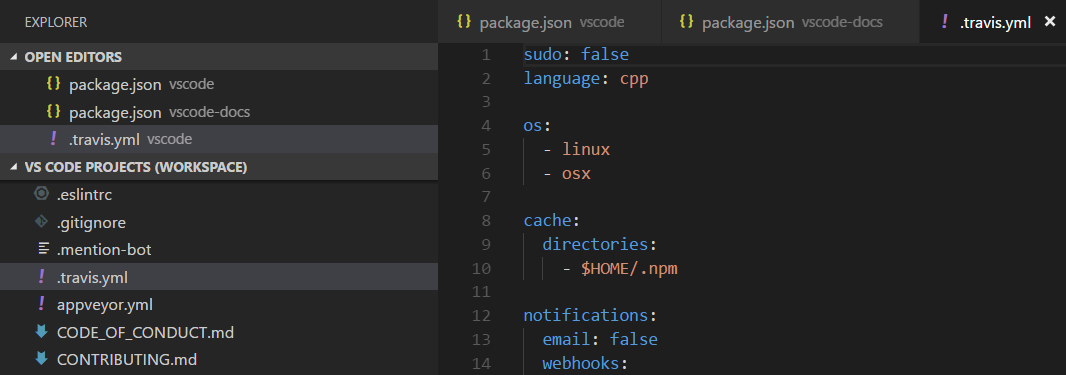 EXPLORER
OPEN EDITORS
{} package.json vscode
{} package.json vscode-docs
! .travis.yml vscode
VS CODE PROJECTS (WORKSPACE)
.eslintrc
.gitignore
.mention-bot
! .travis.yml
! appveyor.yml
CODE_OF_CONDUCT.md
CONTRIBUTING.md
{} package.json vscode {} package.json vscode-docs ! .travis.yml ×
1 sudo: false
2 language: cpp
3
4 os:
5   - linux
6   - osx
7
8 cache:
9   directories:
10     - $HOME/.npm
11
12 notifications:
13   email: false
14   webhooks: